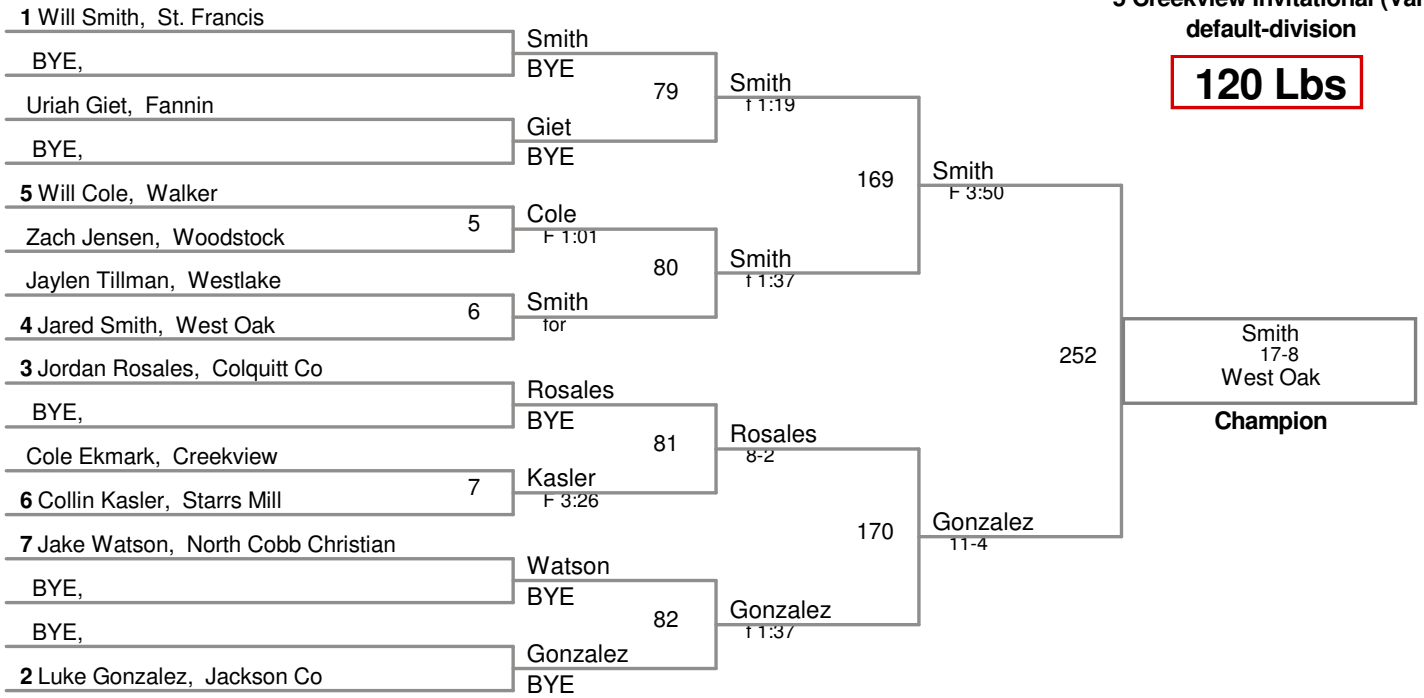 5 Creekview Invitational (Var
default-division
120 Lbs
1 Will Smith, St. Francis
BYE,
Uriah Giet, Fannin
BYE,
5 Will Cole, Walker
Zach Jensen, Woodstock
Jaylen Tillman, Westlake
4 Jared Smith, West Oak
3 Jordan Rosales, Colquitt Co
BYE,
Cole Ekmark, Creekview
6 Collin Kasler, Starrs Mill
7 Jake Watson, North Cobb Christian
BYE,
BYE,
2 Luke Gonzalez, Jackson Co
5
6
7
Smith
BYE
Giet
BYE
Cole
F 1:01
Smith
for
Rosales
BYE
Kasler
F 3:26
Watson
BYE
Gonzalez
BYE
79
80
81
82
Smith
f 1:19
Smith
f 1:37
Rosales
8-2
Gonzalez
f 1:37
169
170
Smith
F 3:50
Gonzalez
11-4
252
Smith
17-8
West Oak
Champion